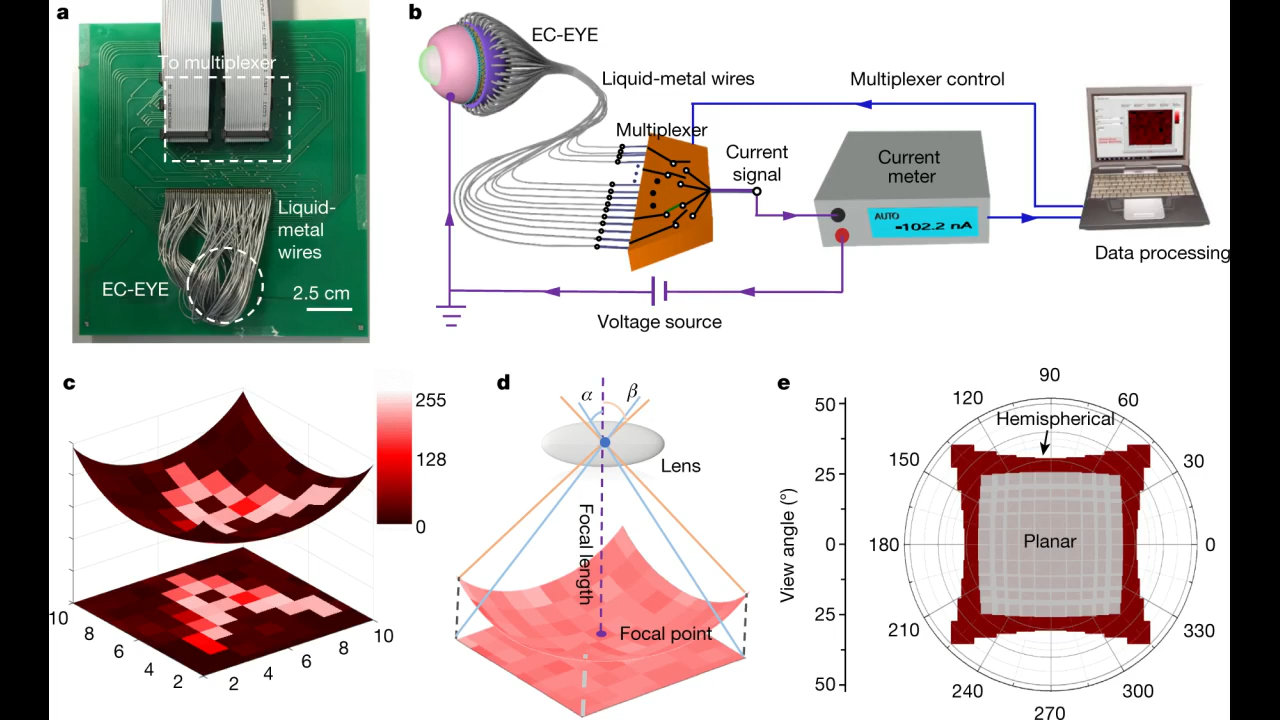 a
To multiplexer
Liquid-
metal
wires
EC-EYE
2.5 cm
b
EC-EYE
Liquid-metal wires
Multiplexer control
Multiplexer
Current
signal
Current
meter
AUTO
-102.2 nA
Data processing
Voltage source
c
255
128
0
10
8
6
4
2
2
4
6
8
10
d
α
β
Lens
Focal length
Focal point
e
View angle (°)
50
25
0
25
50
90
120
60
Hemispherical
150
30
180
Planar
0
210
330
240
300
270